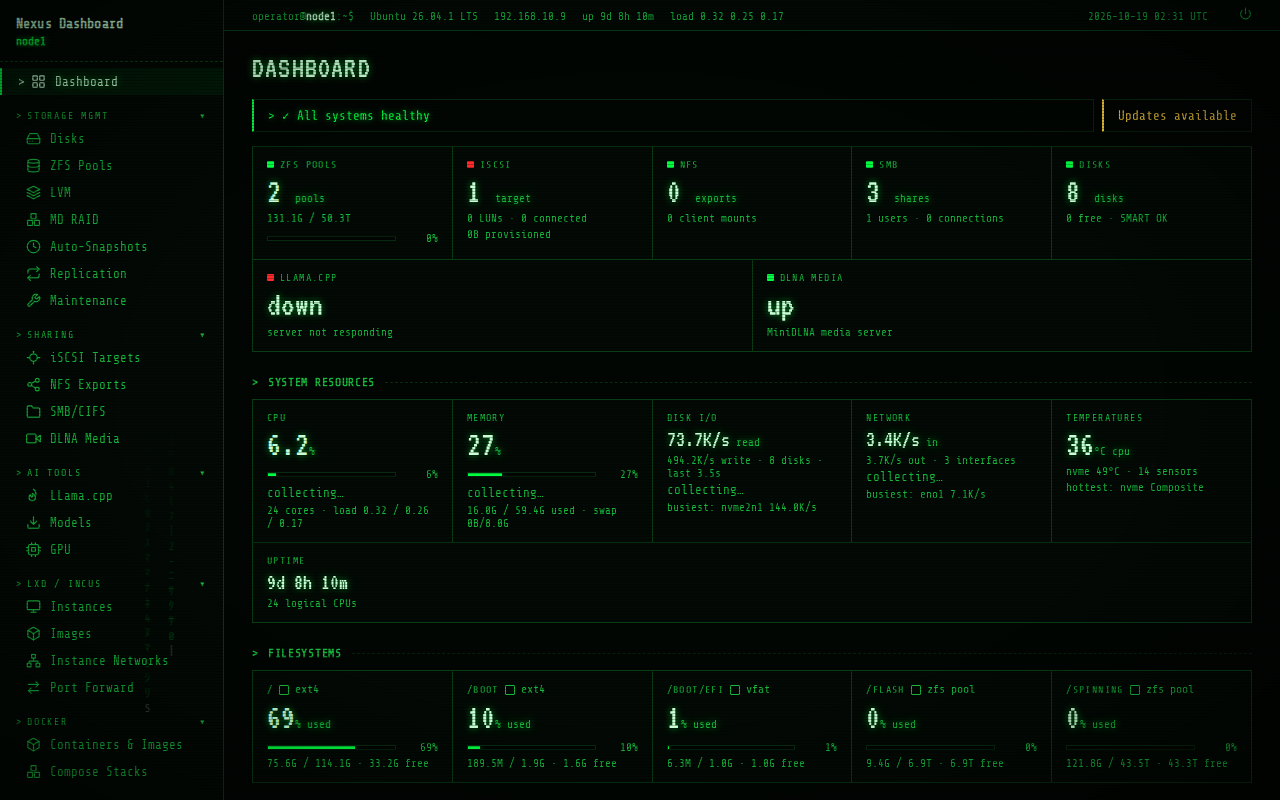 Nexus Dashboard
node1
> Dashboard
> STORAGE MGMT ▾
Disks
ZFS Pools
LVM
MD RAID
Auto-Snapshots
Replication
Maintenance
> SHARING ▾
iSCSI Targets
NFS Exports
SMB/CIFS
DLNA Media
> AI TOOLS ▾
LLama.cpp
Models
GPU
> LXD / INCUS ▾
Instances
Images
Instance Networks
Port Forward
> DOCKER ▾
Containers & Images
Compose Stacks
operator@node1:~$ Ubuntu 26.04.1 LTS 192.168.10.9 up 9d 8h 10m load 0.32 0.25 0.17 2026-10-19 02:31 UTC
DASHBOARD
> ✓ All systems healthy
Updates available
ZFS POOLS
2 pools
131.1G / 50.3T
0%
ISCSI
1 target
0 LUNs · 0 connected
0B provisioned
NFS
0 exports
0 client mounts
SMB
3 shares
1 users · 0 connections
DISKS
8 disks
0 free · SMART OK
LLAMA.CPP
down
server not responding
DLNA MEDIA
up
MiniDLNA media server
> SYSTEM RESOURCES
CPU
6.2%
6%
collecting…
24 cores · load 0.32 / 0.26
/ 0.17
MEMORY
27%
27%
collecting…
16.0G / 59.4G used · swap
0B/8.0G
DISK I/O
73.7K/s read
494.2K/s write · 8 disks ·
last 3.5s
collecting…
busiest: nvme2n1 144.0K/s
NETWORK
3.4K/s in
3.7K/s out · 3 interfaces
collecting…
busiest: eno1 7.1K/s
TEMPERATURES
36°C cpu
nvme 49°C · 14 sensors
hottest: nvme Composite
UPTIME
9d 8h 10m
24 logical CPUs
> FILESYSTEMS
/ ext4
69% used
69%
75.6G / 114.1G · 33.2G free
/BOOT ext4
10% used
10%
189.5M / 1.9G · 1.6G free
/BOOT/EFI vfat
1% used
1%
6.3M / 1.0G · 1.0G free
/FLASH zfs pool
0% used
0%
9.4G / 6.9T · 6.9T free
/SPINNING zfs pool
0% used
0%
121.8G / 43.5T · 43.3T free